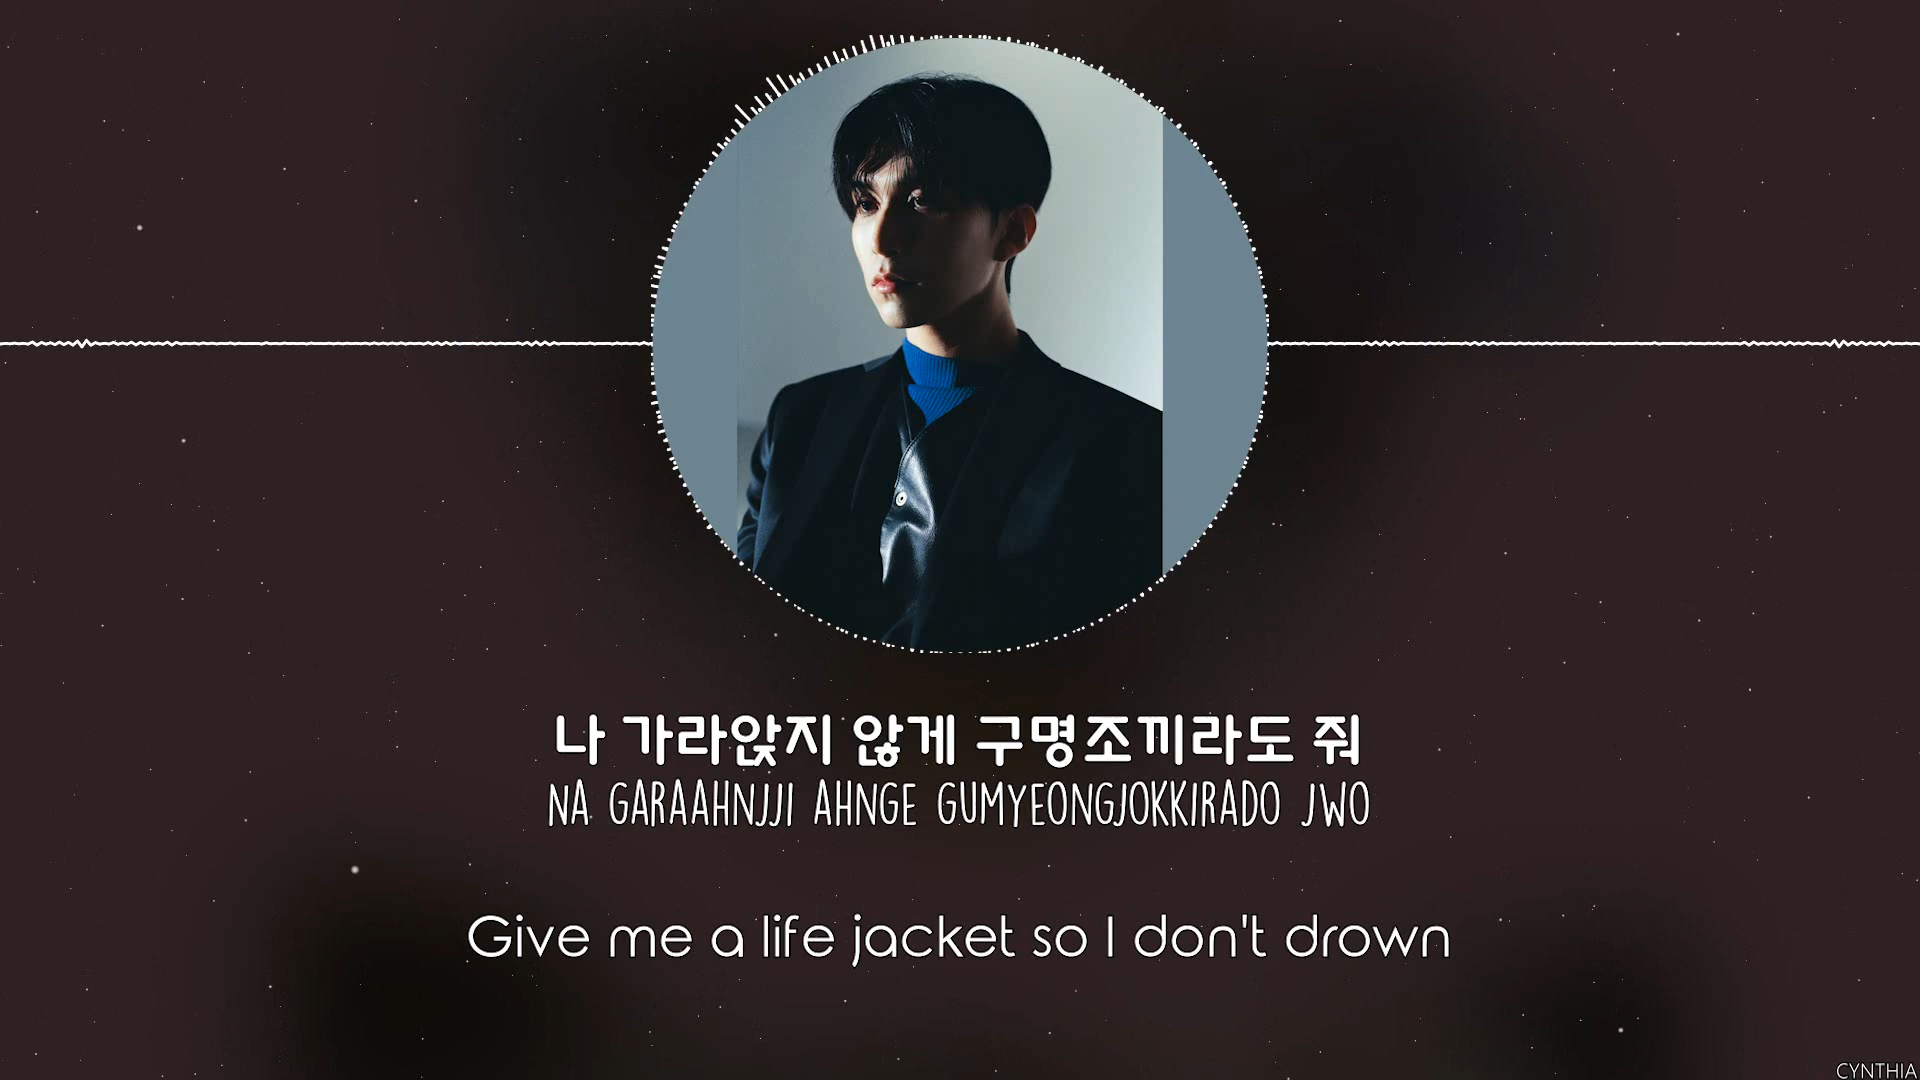 나 가라앉지 않게 구명조끼라도 줘
NA GARAAHNJJI AHNGE GUMYEONGJOKKIRADO JWO
Give me a life jacket so I don't drown
CYNTHIA